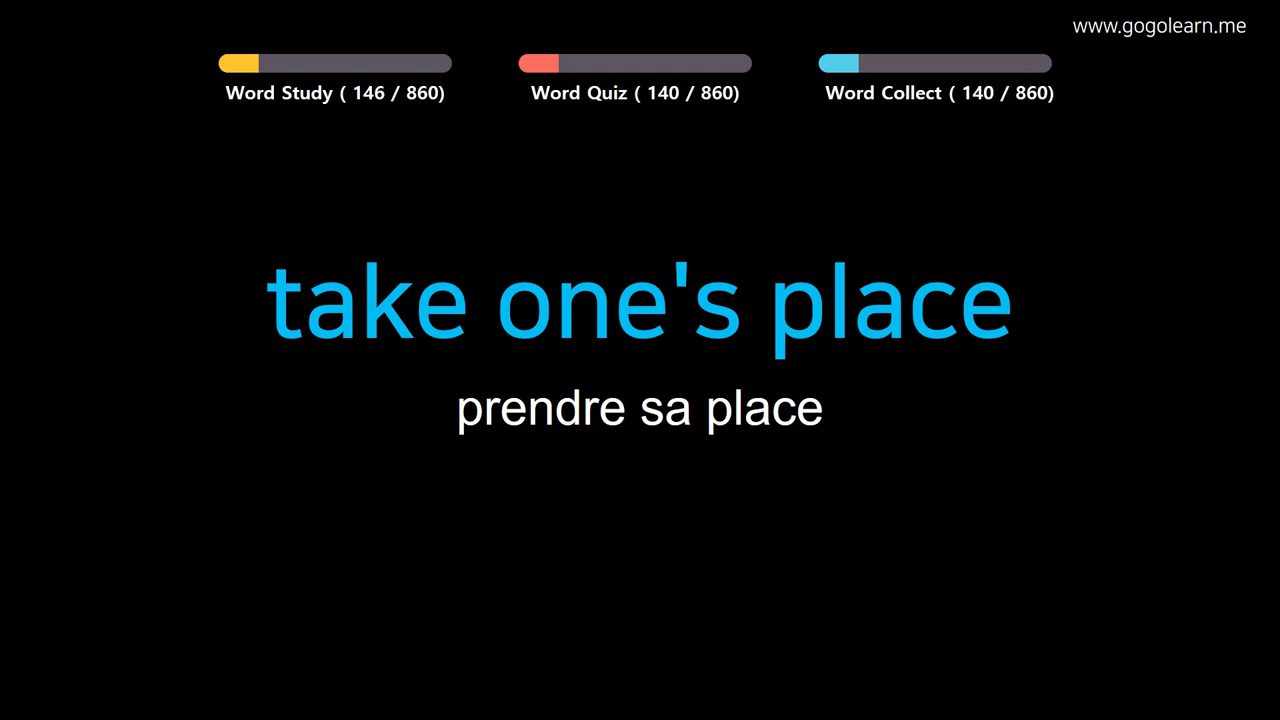 www.gogolearn.me
Word Study ( 146 / 860)
Word Quiz ( 140 / 860)
Word Collect ( 140 / 860)
take one's place
prendre sa place